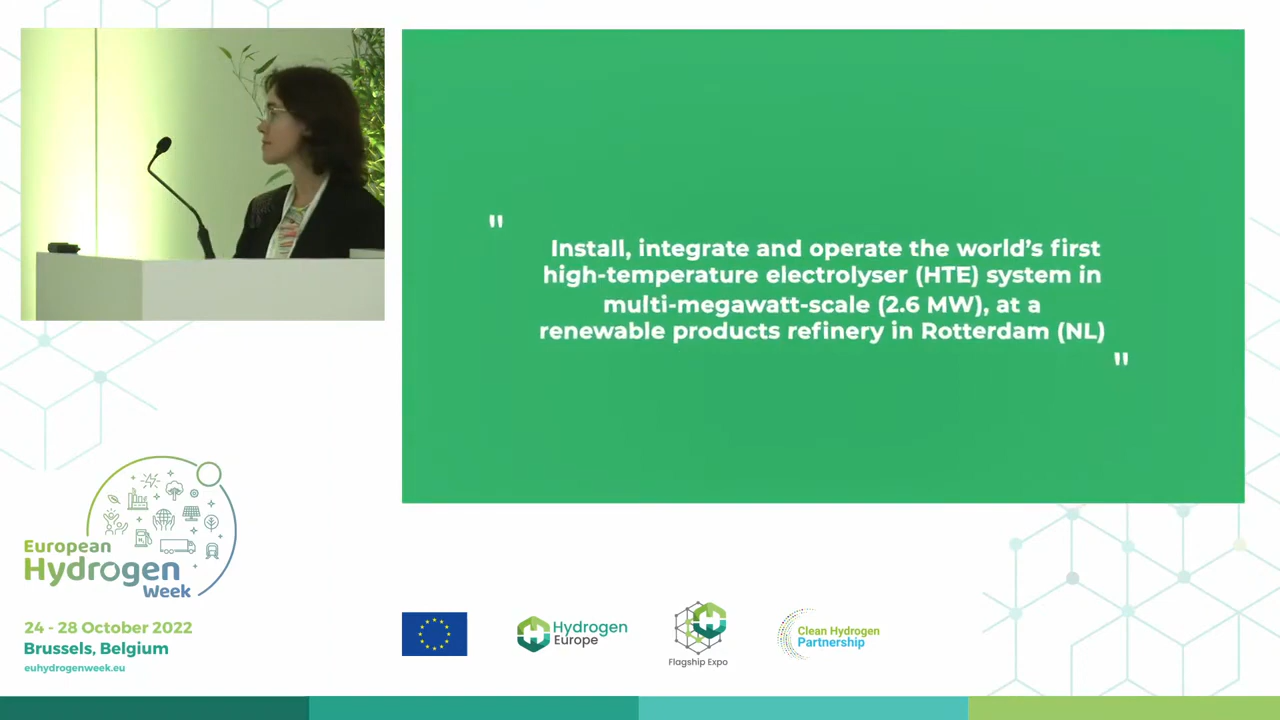 "
Install, integrate and operate the world’s first
high-temperature electrolyser (HTE) system in
multi-megawatt-scale (2.6 MW), at a
renewable products refinery in Rotterdam (NL)
"
European
Hydrogen
Week
24 - 28 October 2022
Brussels, Belgium
euhydrogenweek.eu
Hydrogen
Europe
Flagship Expo
Clean Hydrogen
Partnership